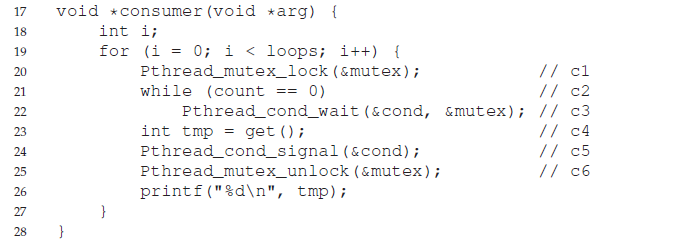 17 void *consumer(void *arg) {
18     int i;
19     for (i = 0; i < loops; i++) {
20         Pthread_mutex_lock(&mutex);           // c1
21         while (count == 0)                    // c2
22             Pthread_cond_wait(&cond, &mutex); // c3
23         int tmp = get();                      // c4
24         Pthread_cond_signal(&cond);           // c5
25         Pthread_mutex_unlock(&mutex);         // c6
26         printf("%d\n", tmp);
27     }
28 }